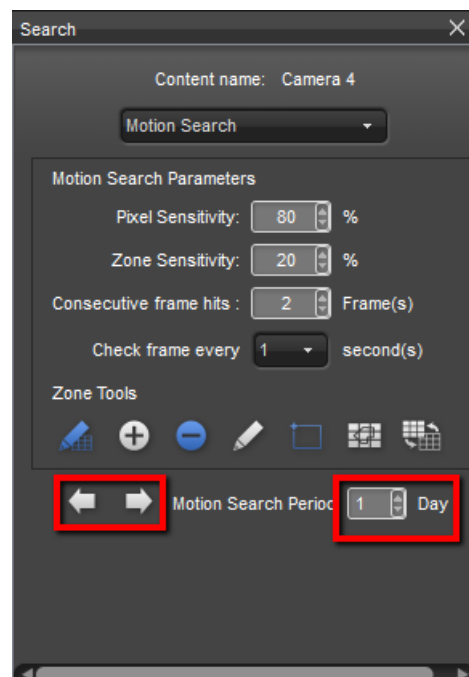 Search
Content name: Camera 4
Motion Search
Motion Search Parameters
Pixel Sensitivity: 80 %
Zone Sensitivity: 20 %
Consecutive frame hits : 2 Frame(s)
Check frame every 1 second(s)
Zone Tools
Motion Search Period 1 Day